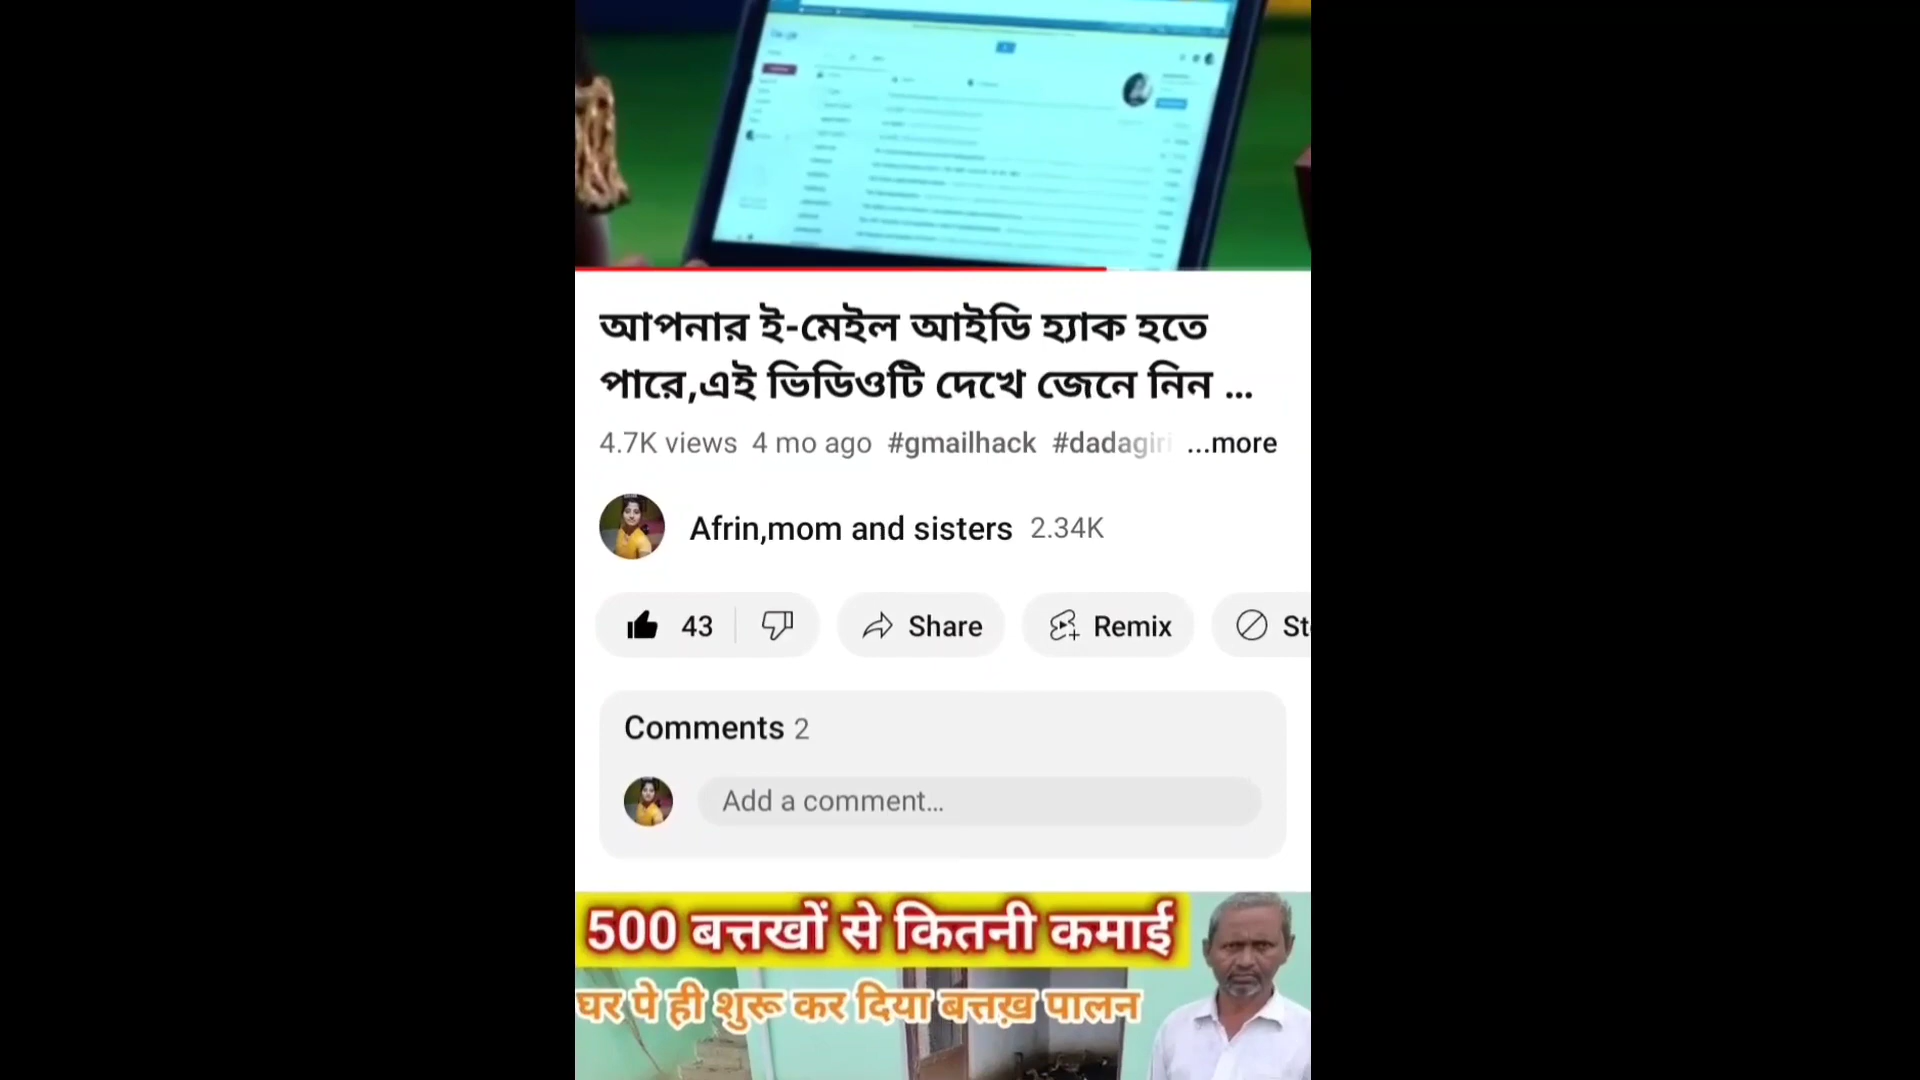 আপনার ই-মেইল আইডি হ্যাক হতে
পারে,এই ভিডিওটি দেখে জেনে নিন ...
4.7K views 4 mo ago #gmailhack #dadagiri ...more
Afrin,mom and sisters 2.34K
43 Share Remix St
Comments 2
Add a comment...
500 बत्तखों से कितनी कमाई
घर पे ही शुरू कर दिया बत्तख़ पालन